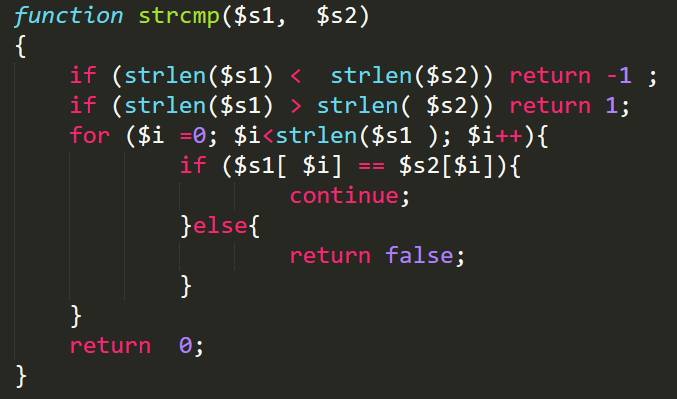 function strcmp($s1,  $s2)
{
    if (strlen($s1) <  strlen($s2)) return -1 ;
    if (strlen($s1) > strlen( $s2)) return 1;
    for ($i =0; $i<strlen($s1 ); $i++){
            if ($s1[ $i] == $s2[$i]){
                    continue;
            }else{
                    return false;
            }
    }
    return  0;
}